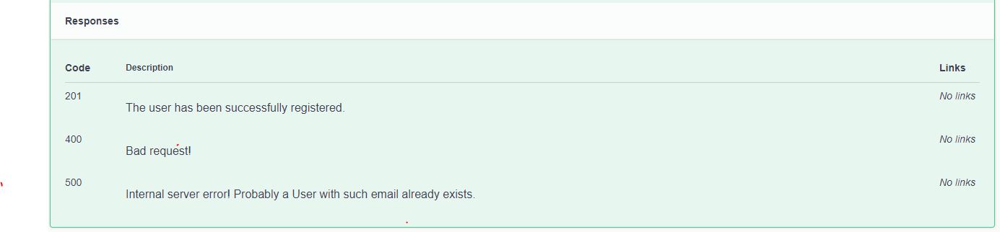 Responses
Code Description Links
201 No links
The user has been successfully registered.
400 No links
Bad request!
500 No links
Internal server error! Probably a User with such email already exists.